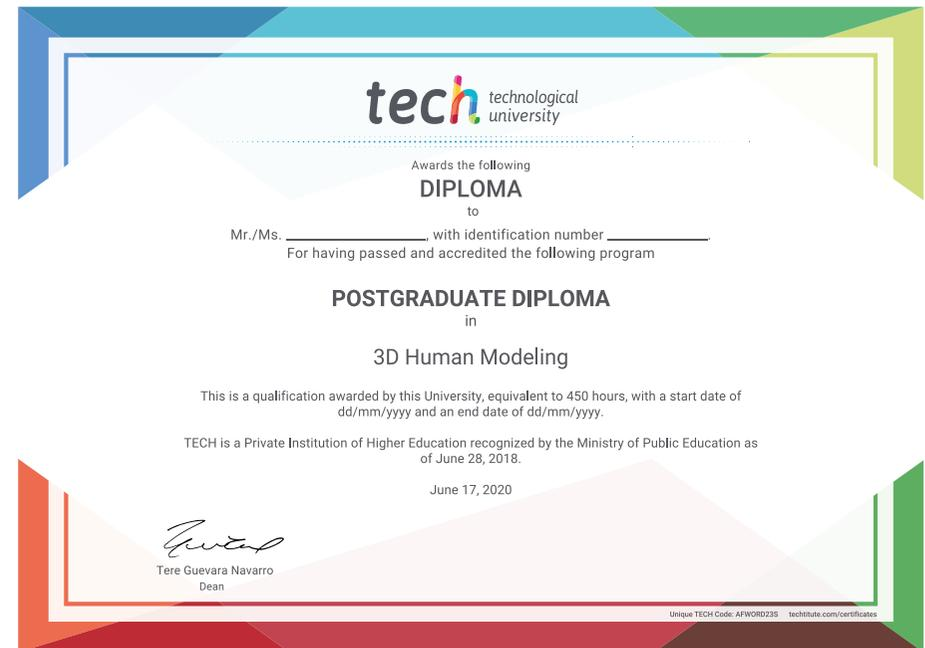 tech technological
university
Awards the following
DIPLOMA
to
Mr./Ms. ____________________, with identification number ______________.
For having passed and accredited the following program
POSTGRADUATE DIPLOMA
in
3D Human Modeling
This is a qualification awarded by this University, equivalent to 450 hours, with a start date of
dd/mm/yyyy and an end date of dd/mm/yyyy.
TECH is a Private Institution of Higher Education recognized by the Ministry of Public Education as
of June 28, 2018.
June 17, 2020
Tere Guevara Navarro
Dean
Unique TECH Code: AFWORD23S techtitute.com/certificates